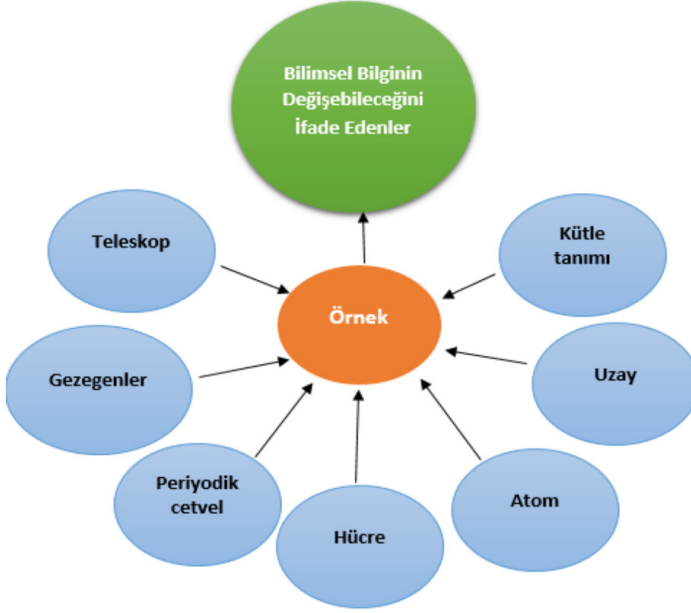 Bilimsel Bilginin
Değişebileceğini
İfade Edenler
Teleskop
Kütle
tanımı
Örnek
Gezegenler
Uzay
Periyodik
cetvel
Atom
Hücre